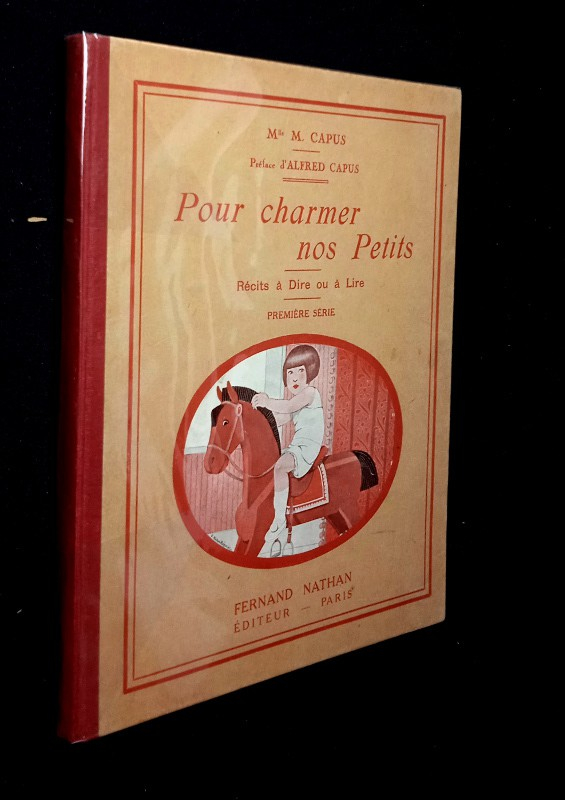 Mlle M. CAPUS
Préface d'ALFRED CAPUS
Pour charmer
nos Petits
Récits à Dire ou à Lire
PREMIÈRE SÉRIE
FERNAND NATHAN
ÉDITEUR — PARIS